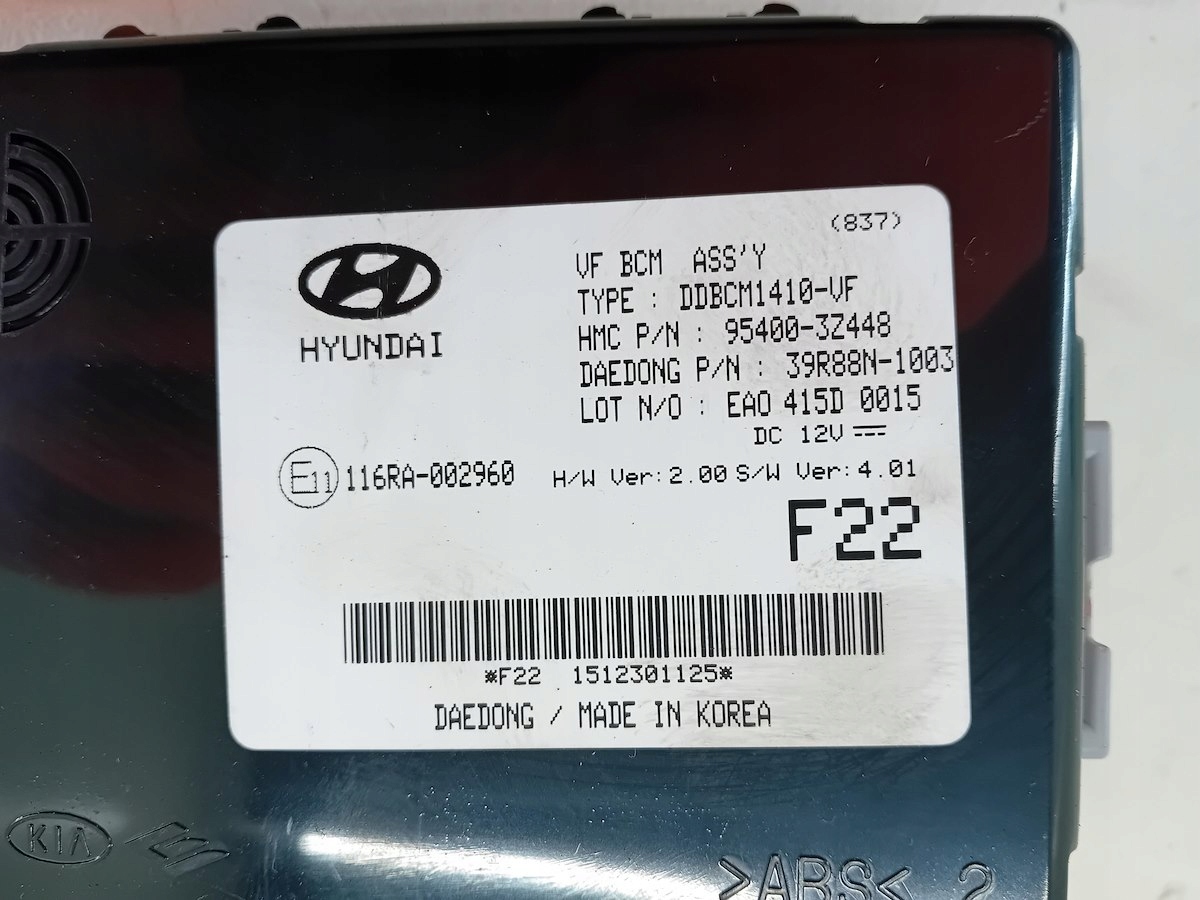 (837)
VF BCM ASS'Y
TYPE : DDBCM1410-VF
HMC P/N : 95400-3Z448
DAEDONG P/N : 39R88N-1003
LOT N/O : EAO 415D 0015
DC 12V
HYUNDAI
E11 116RA-002960 H/W Ver:2.00 S/W Ver:4.01
F22
*F22 1512301125*
DAEDONG / MADE IN KOREA
KIA
>ABS< 2